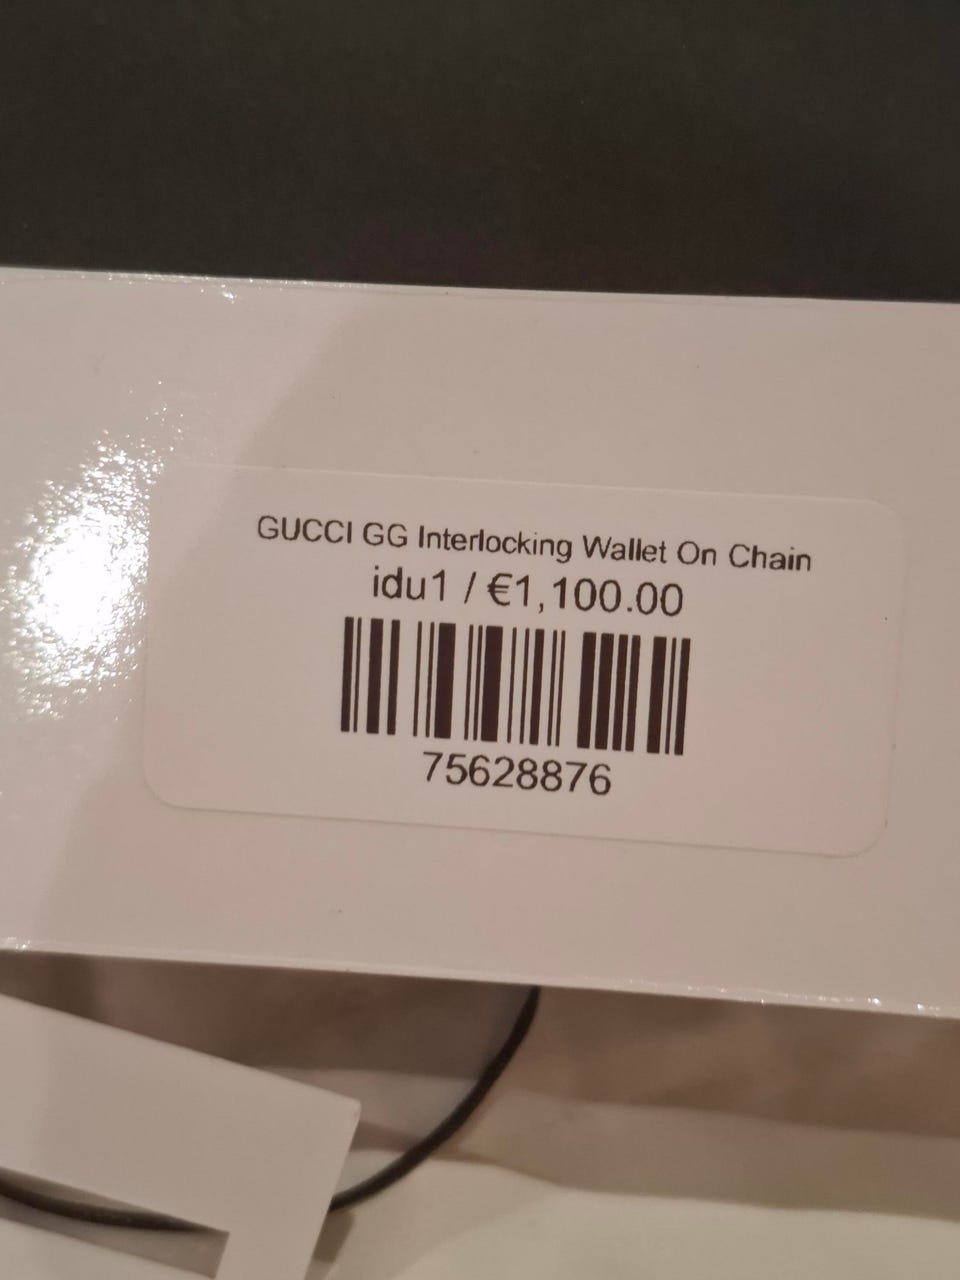 GUCCI GG Interlocking Wallet On Chain
idu1 / €1,100.00
75628876